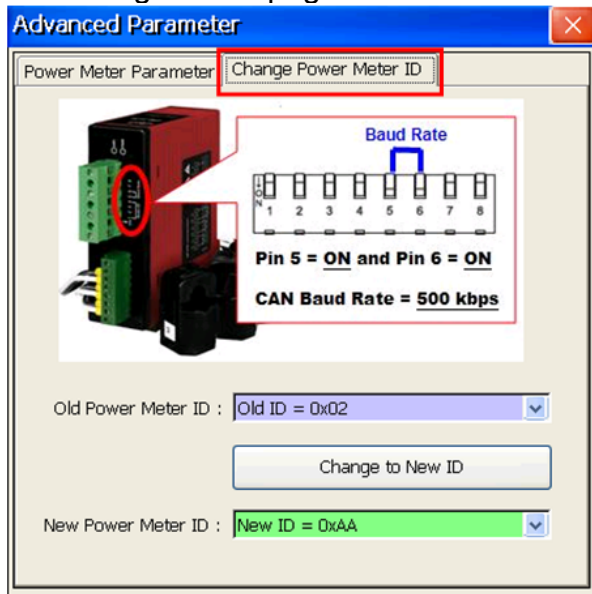 Advanced Parameter
Power Meter Parameter
Change Power Meter ID
Baud Rate
ON
1 2 3 4 5 6 7 8
Pin 5 = ON and Pin 6 = ON
CAN Baud Rate = 500 kbps
Old Power Meter ID : Old ID = 0x02
Change to New ID
New Power Meter ID : New ID = 0xAA